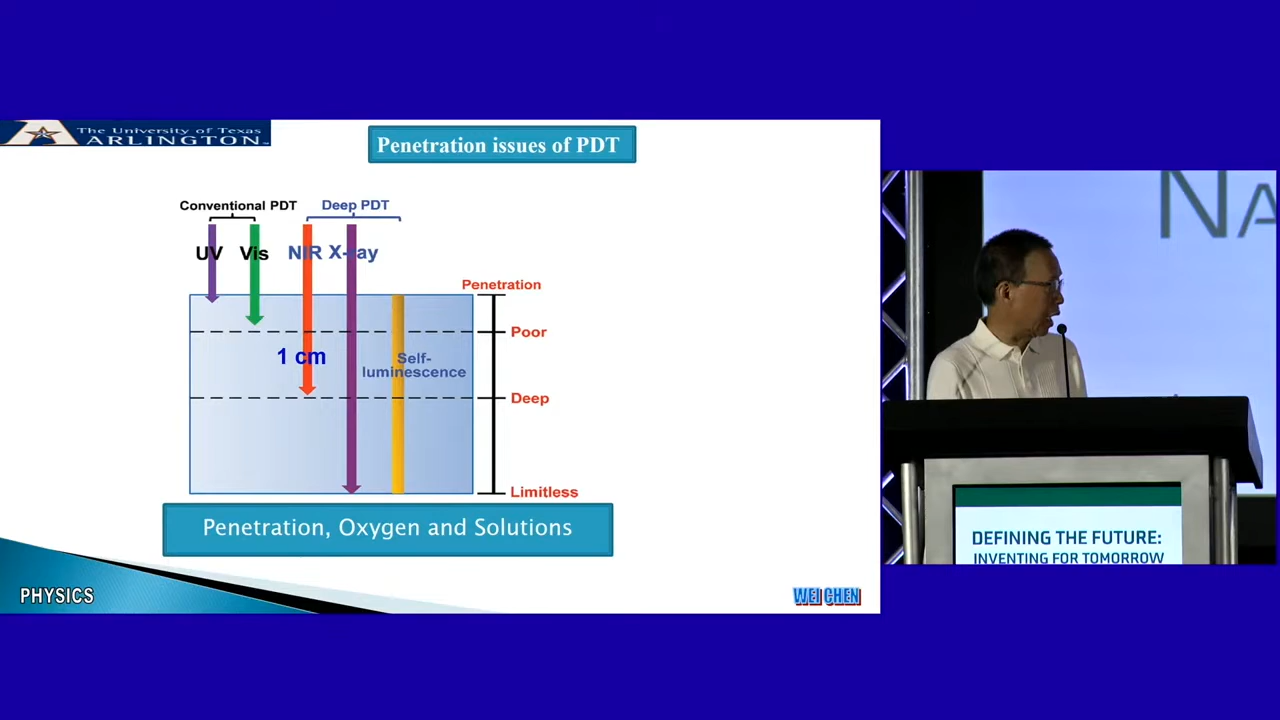 The University of Texas
ARLINGTON
Penetration issues of PDT
Conventional PDT
Deep PDT
UV
Vis
NIR
X-ray
Penetration
Poor
1 cm
Self-
luminescence
Deep
Limitless
Penetration, Oxygen and Solutions
PHYSICS
WEI CHEN
NA
DEFINING THE FUTURE:
INVENTING FOR TOMORROW